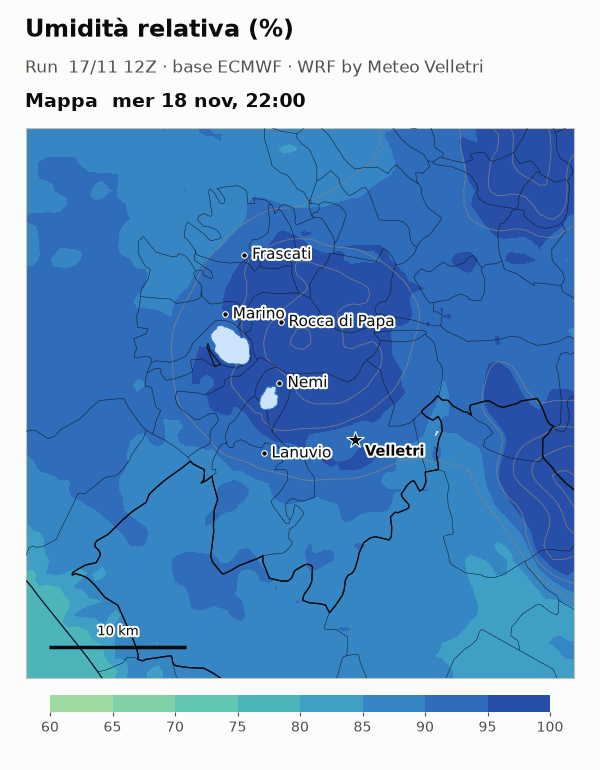 Umidità relativa (%)
Run  17/11 12Z · base ECMWF · WRF by Meteo Velletri
Mappa  mer 18 nov, 22:00
Frascati
Marino
Rocca di Papa
Nemi
Velletri
Lanuvio
10 km
60 65 70 75 80 85 90 95 100